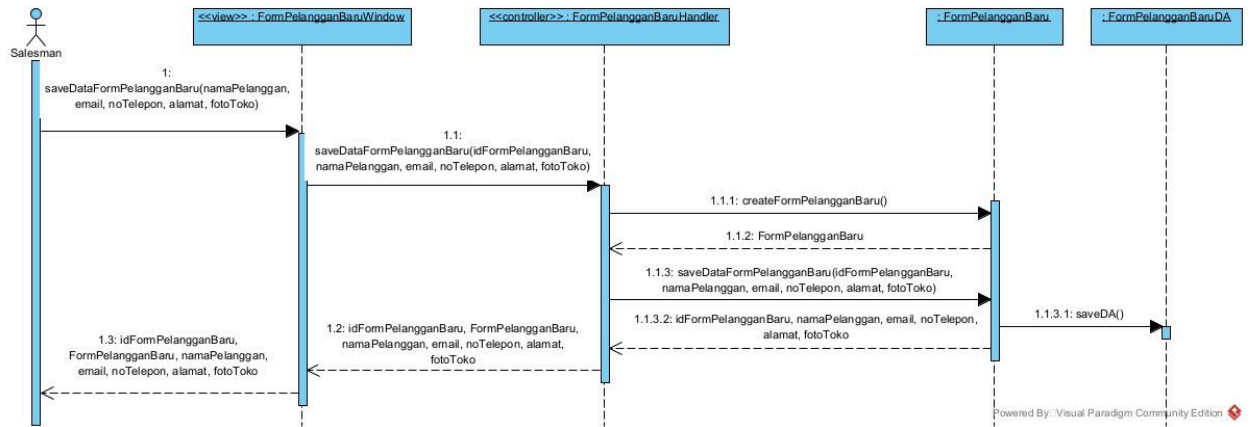 <<view>> : FormPelangganBaruWindow
<<controller>> : FormPelangganBaruHandler
: FormPelangganBaru
: FormPelangganBaruDA
Salesman
1:
saveDataFormPelangganBaru(namaPelanggan,
email, noTelepon, alamat, fotoToko)
1.1:
saveDataFormPelangganBaru(idFormPelangganBaru,
namaPelanggan, email, noTelepon, alamat, fotoToko)
1.1.1: createFormPelangganBaru()
1.1.2: FormPelangganBaru
1.1.3: saveDataFormPelangganBaru(idFormPelangganBaru,
namaPelanggan, email, noTelepon, alamat, fotoToko)
1.1.3.1: saveDA()
1.1.3.2: idFormPelangganBaru, namaPelanggan, email, noTelepon,
alamat, fotoToko
1.2: idFormPelangganBaru, FormPelangganBaru,
namaPelanggan, email, noTelepon, alamat,
fotoToko
1.3: idFormPelangganBaru,
FormPelangganBaru, namaPelanggan,
email, noTelepon, alamat, fotoToko
Powered By Visual Paradigm Community Edition